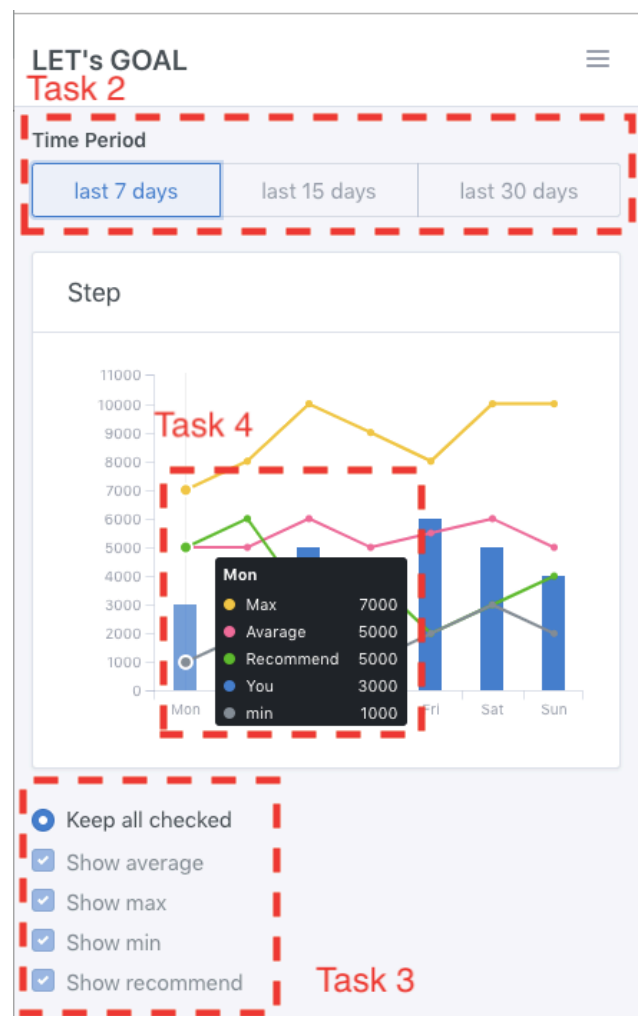 LET's GOAL
Task 2
Time Period
last 7 days last 15 days last 30 days
Step
11000
10000
9000
Task 4
8000
7000
6000
5000
4000
3000
2000
1000
0
Mon
Max 7000
Avarage 5000
Recommend 5000
You 3000
min 1000
Mon Fri Sat Sun
Keep all checked
Show average
Show max
Show min
Show recommend
Task 3